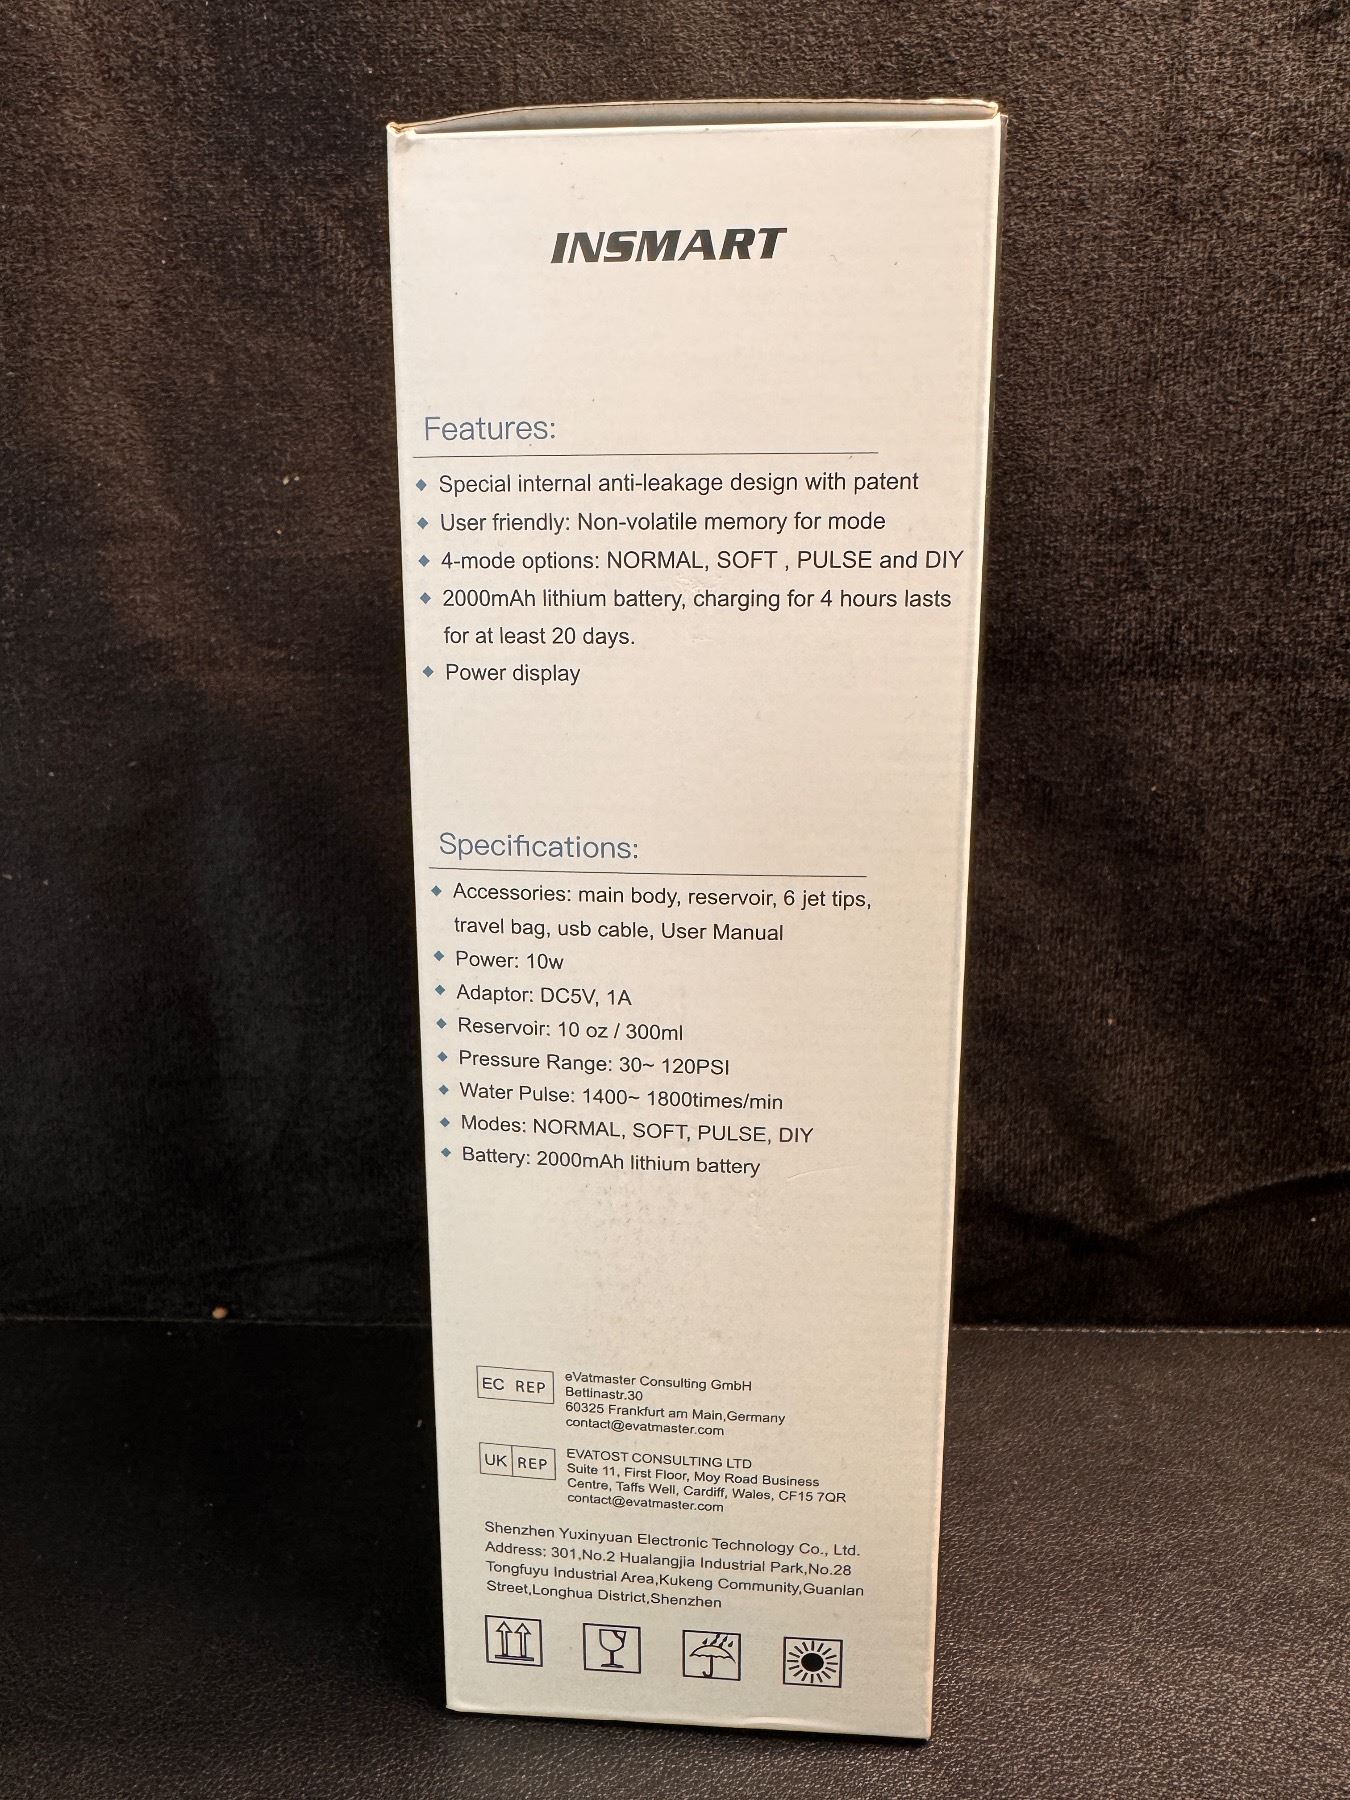 INSMART
Features:
Special internal anti-leakage design with patent
User friendly: Non-volatile memory for mode
4-mode options: NORMAL, SOFT , PULSE and DIY
2000mAh lithium battery, charging for 4 hours lasts
for at least 20 days.
Power display
Specifications:
Accessories: main body, reservoir, 6 jet tips,
travel bag, usb cable, User Manual
Power: 10w
Adaptor: DC5V, 1A
Reservoir: 10 oz / 300ml
Pressure Range: 30~ 120PSI
Water Pulse: 1400~ 1800times/min
Modes: NORMAL, SOFT, PULSE, DIY
Battery: 2000mAh lithium battery
EC REP
eVatmaster Consulting GmbH
Bettinastr.30
60325 Frankfurt am Main,Germany
contact@evatmaster.com
UK REP
EVATOST CONSULTING LTD
Suite 11, First Floor, Moy Road Business
Centre, Taffs Well, Cardiff, Wales, CF15 7QR
contact@evatmaster.com
Shenzhen Yuxinyuan Electronic Technology Co., Ltd.
Address: 301,No.2 Hualangjia Industrial Park,No.28
Tongfuyu Industrial Area,Kukeng Community,Guanlan
Street,Longhua District,Shenzhen